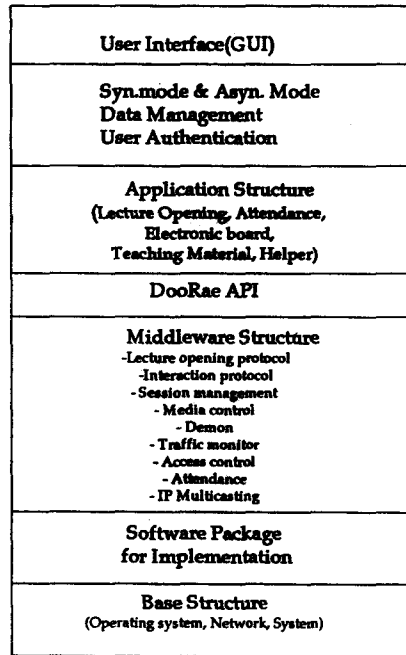 User Interface(GUI)
Syn.mode & Asyn. Mode
Data Management
User Authentication
Application Structure
(Lecture Opening, Attendance,
Electronic board,
Teaching Material, Helper)
DooRae API
Middleware Structure
-Lecture opening protocol
-Interaction protocol
- Session management
- Media control
- Demon
- Traffic monitor
- Access control
- Attendance
- IP Multicasting
Software Package
for Implementation
Base Structure
(Operating system, Network, System)